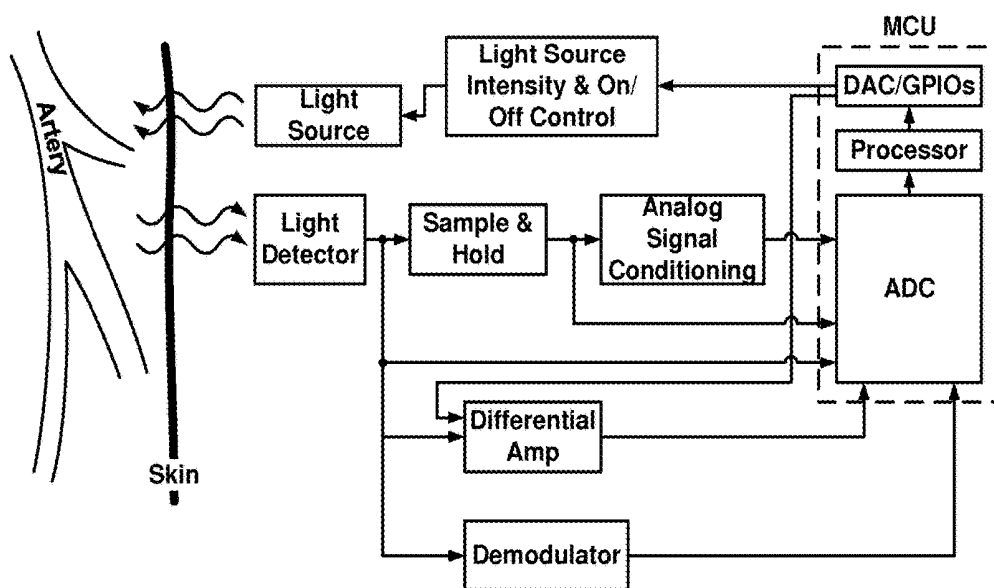 MCU
Light Source
Intensity & On/
Off Control
DAC/GPIOs
Light
Source
Processor
Artery
Light
Detector
Sample &
Hold
Analog
Signal
Conditioning
ADC
Differential
Amp
Skin
Demodulator